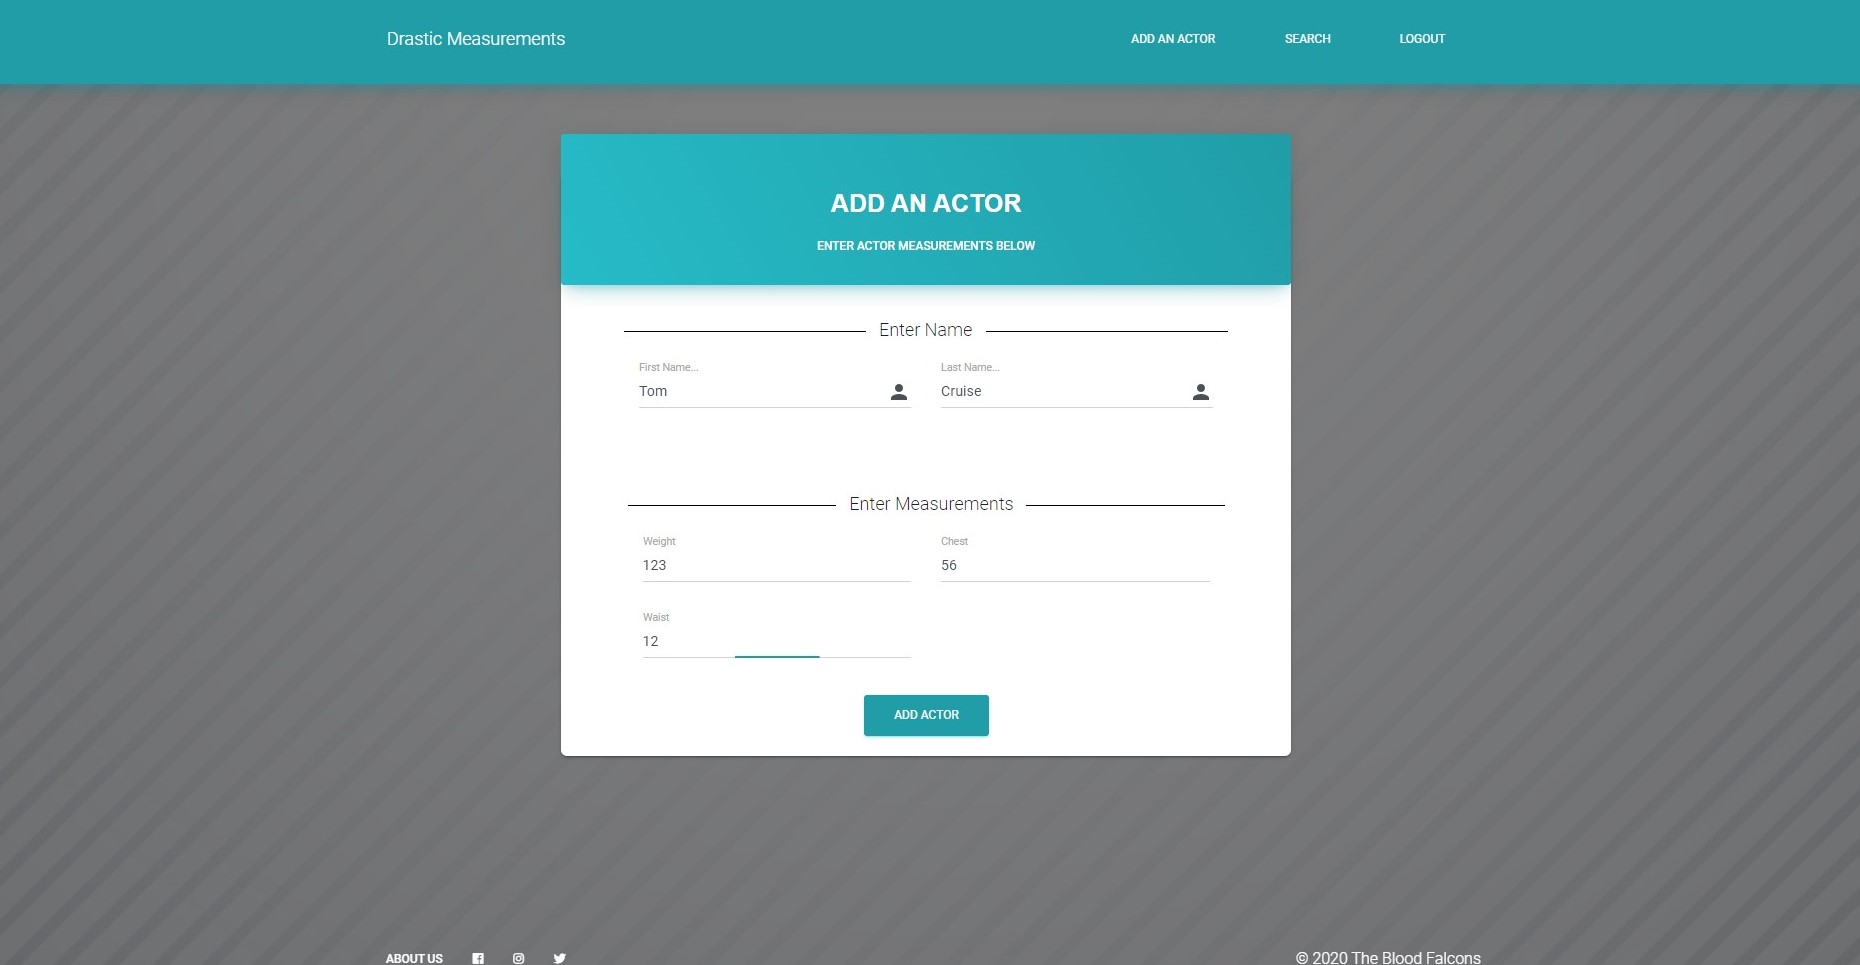 Drastic Measurements
ADD AN ACTOR
SEARCH
LOGOUT
ADD AN ACTOR
ENTER ACTOR MEASUREMENTS BELOW
Enter Name
First Name...
Last Name...
Tom
Cruise
Enter Measurements
Weight
Chest
123
56
Waist
12
ADD ACTOR
ABOUT US
© 2020 The Blood Falcons